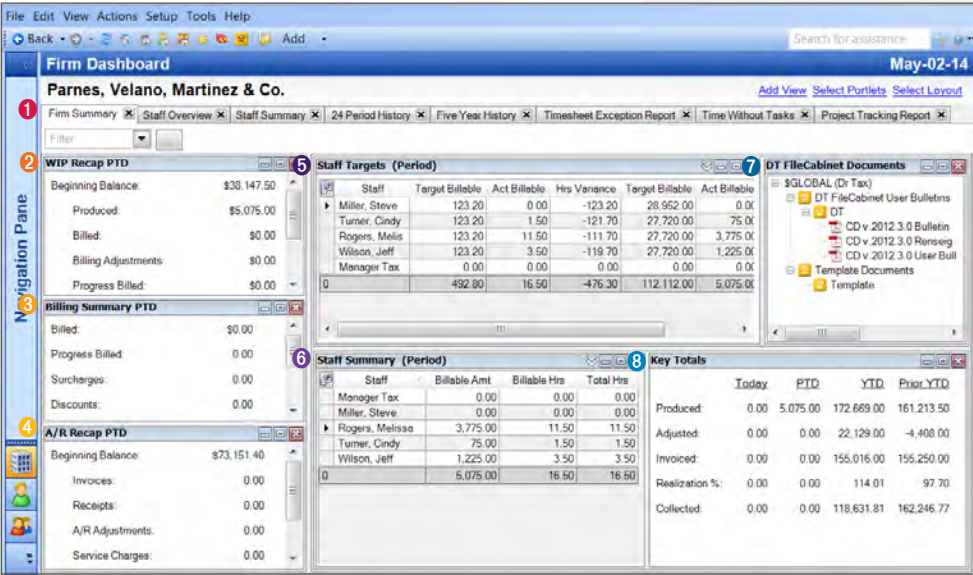 File Edit View Actions Setup Tools Help
Back Add Search for assistance
Firm Dashboard May-02-14
Parnes, Velano, Martinez & Co. Add View Select Portlets Select Layout
1 Firm Summary Staff Overview Staff Summary 24 Period History Five Year History Timesheet Exception Report Time Without Tasks Project Tracking Report
Filter
Navigation Pane
2 WIP Recap PTD
Beginning Balance: $38,147.50
Produced: $5,075.00
Billed: $0.00
Billing Adjustments $0.00
Progress Billed: $0.00
3 Billing Summary PTD
Billed: $0.00
Progress Billed: 0.00
Surcharges: 0.00
Discounts: 0.00
4 A/R Recap PTD
Beginning Balance: $73,151.40
Invoices: 0.00
Receipts: 0.00
A/R Adjustments: 0.00
Service Charges: 0.00
5 Staff Targets (Period)
Staff Target Billable Act Billable Hrs Variance Target Billable Act Billable
Miller, Steve 123.20 0.00 -123.20 28,952.00 0.00
Turner, Cindy 123.20 1.50 -121.70 27,720.00 75.00
Rogers, Melis 123.20 11.50 -111.70 27,720.00 3,775.00
Wilson, Jeff 123.20 3.50 -119.70 27,720.00 1,225.00
Manager Tax 0.00 0.00 0.00 0.00 0.00
0 492.80 16.50 -476.30 112,112.00 5,075.00
6 Staff Summary (Period)
Staff Billable Amt Billable Hrs Total Hrs
Manager Tax 0.00 0.00 0.00
Miller, Steve 0.00 0.00 0.00
Rogers, Melissa 3,775.00 11.50 11.50
Turner, Cindy 75.00 1.50 1.50
Wilson, Jeff 1,225.00 3.50 3.50
0 5,075.00 16.50 16.50
7 DT FileCabinet Documents
$GLOBAL (Dr Tax)
DT FileCabinet User Bulletins
DT
CD v.2012 3.0 Bulletin
CD v.2012 3.0 Renseig
CD v.2012 3.0 User Bull
Template Documents
Template
8 Key Totals
Today PTD YTD Prior YTD
Produced: 0.00 5,075.00 172,669.00 161,213.50
Adjusted: 0.00 0.00 22,129.00 -4,408.00
Invoiced: 0.00 0.00 155,016.00 155,250.00
Realization %: 0.00 0.00 114.01 97.70
Collected: 0.00 0.00 118,631.81 162,246.77